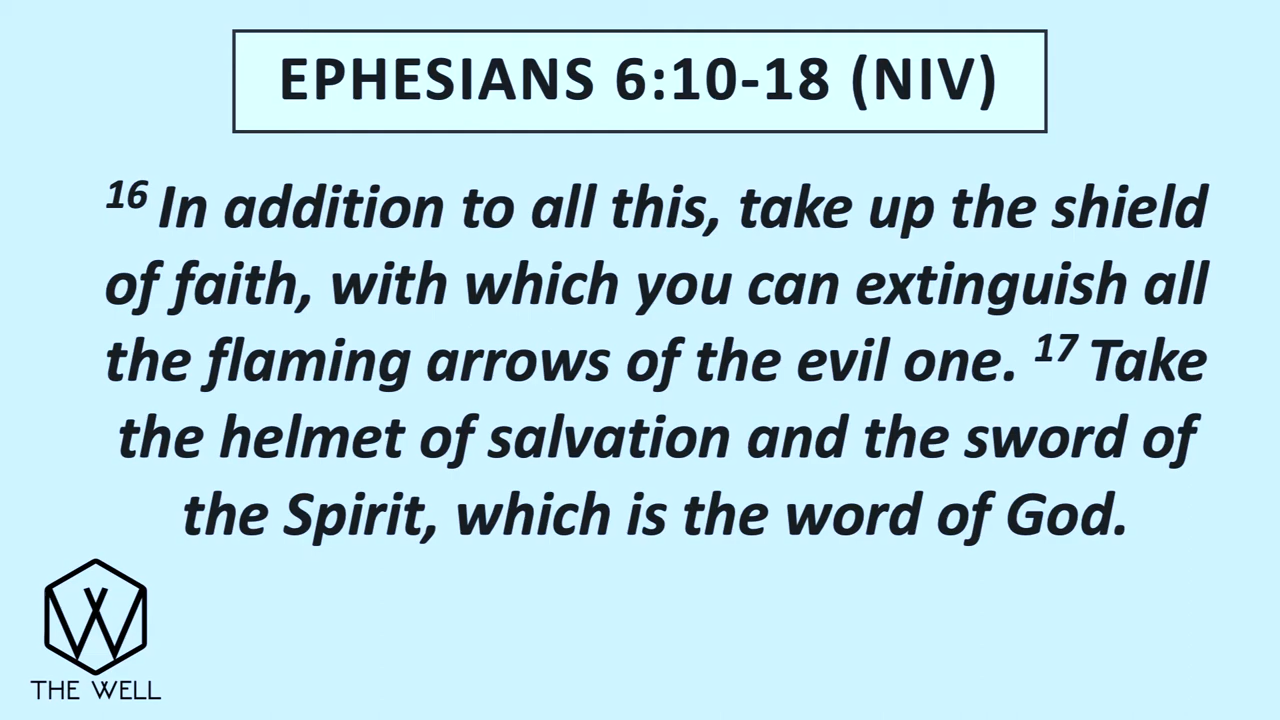 EPHESIANS 6:10-18 (NIV)
16 In addition to all this, take up the shield
of faith, with which you can extinguish all
the flaming arrows of the evil one. 17 Take
the helmet of salvation and the sword of
the Spirit, which is the word of God.
W
THE WELL